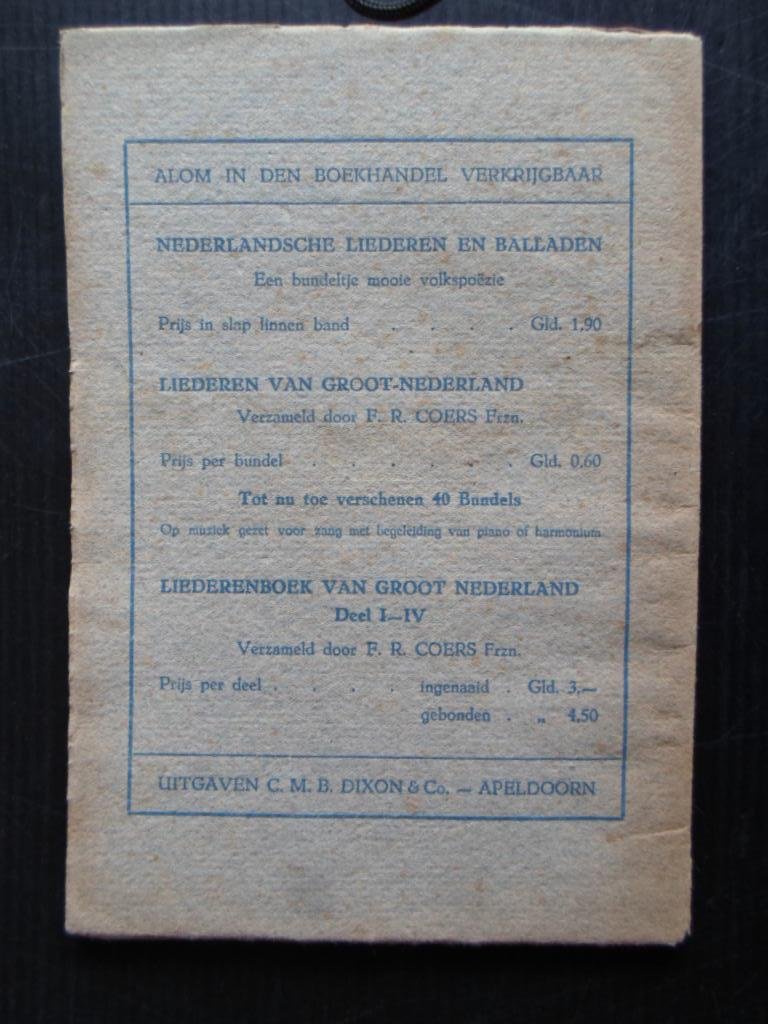 ALOM IN DEN BOEKHANDEL VERKRIJGBAAR
NEDERLANDSCHE LIEDEREN EN BALLADEN
Een bundeltje mooie volkspoëzie
Prijs in slap linnen band . . . . Gld. 1.90
LIEDEREN VAN GROOT-NEDERLAND
Verzameld door F. R. COERS Frzn.
Prijs per bundel . . . . . . Gld. 0.60
Tot nu toe verschenen 40 Bundels
Op muziek gezet voor zang met begeleiding van piano of harmonium
LIEDERENBOEK VAN GROOT NEDERLAND
Deel I—IV
Verzameld door F. R. COERS Frzn.
Prijs per deel . . . . ingenaaid . Gld. 3,—
gebonden . „ 4.50
UITGAVEN C. M. B. DIXON & Co. — APELDOORN